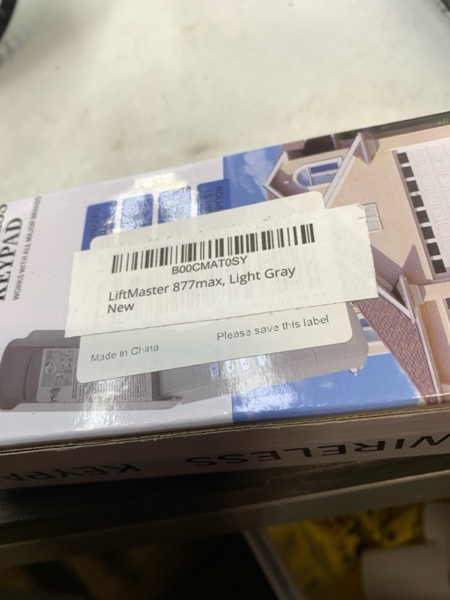 KEYPAD
WORKS WITH ALL MAJOR BRANDS
B00CMAT0SY
LiftMaster 877max, Light Gray
New
Made in China
Please save this label
WIRELESS
KEYPAD